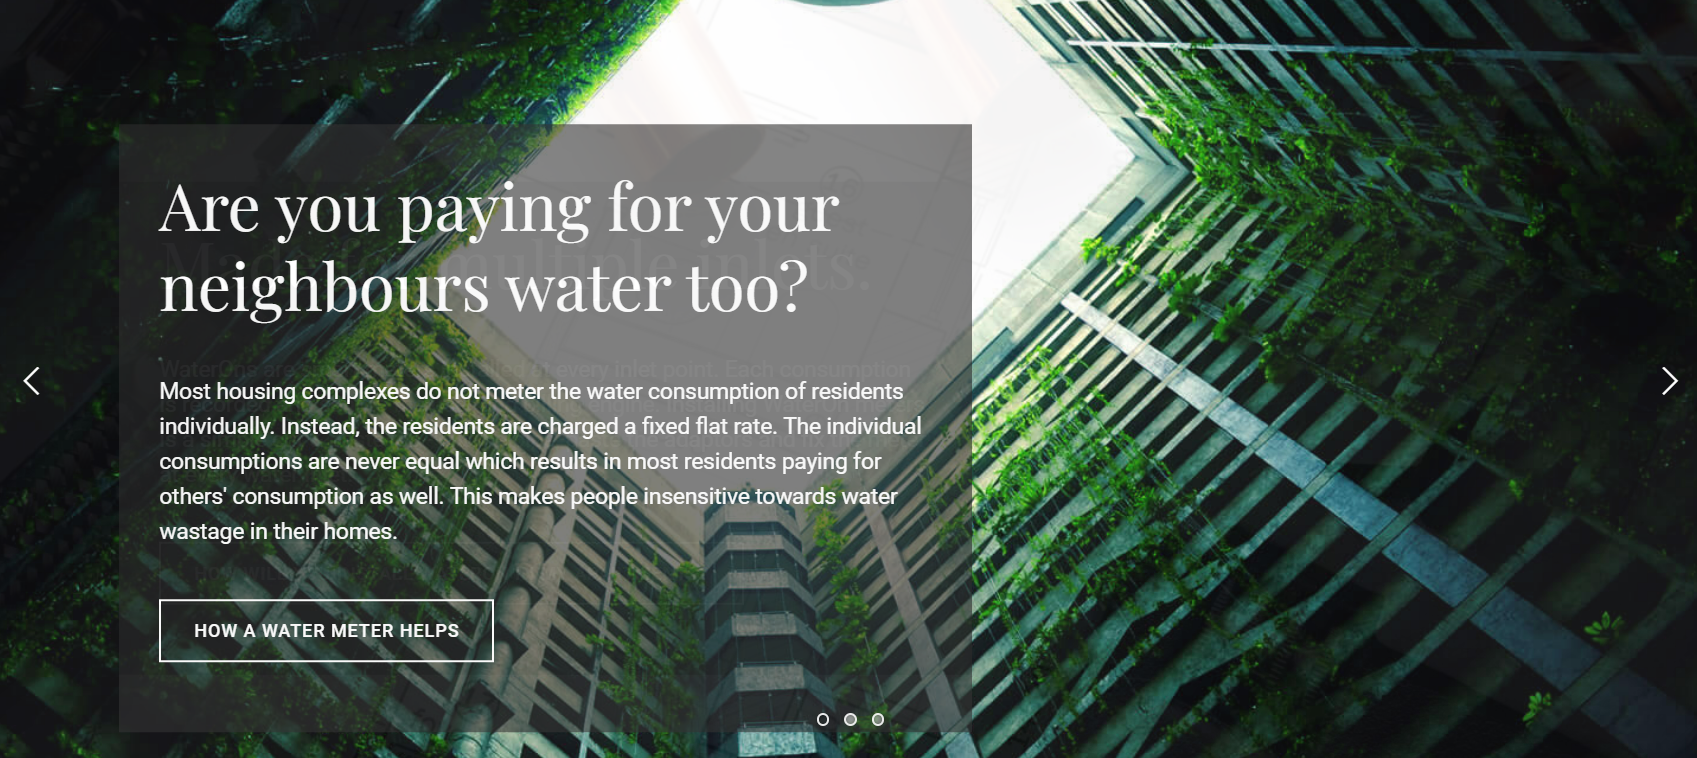 Are you paying for your
neighbours water too?
Most housing complexes do not meter the water consumption of residents
individually. Instead, the residents are charged a fixed flat rate. The individual
consumptions are never equal which results in most residents paying for
others' consumption as well. This makes people insensitive towards water
wastage in their homes.
HOW A WATER METER HELPS